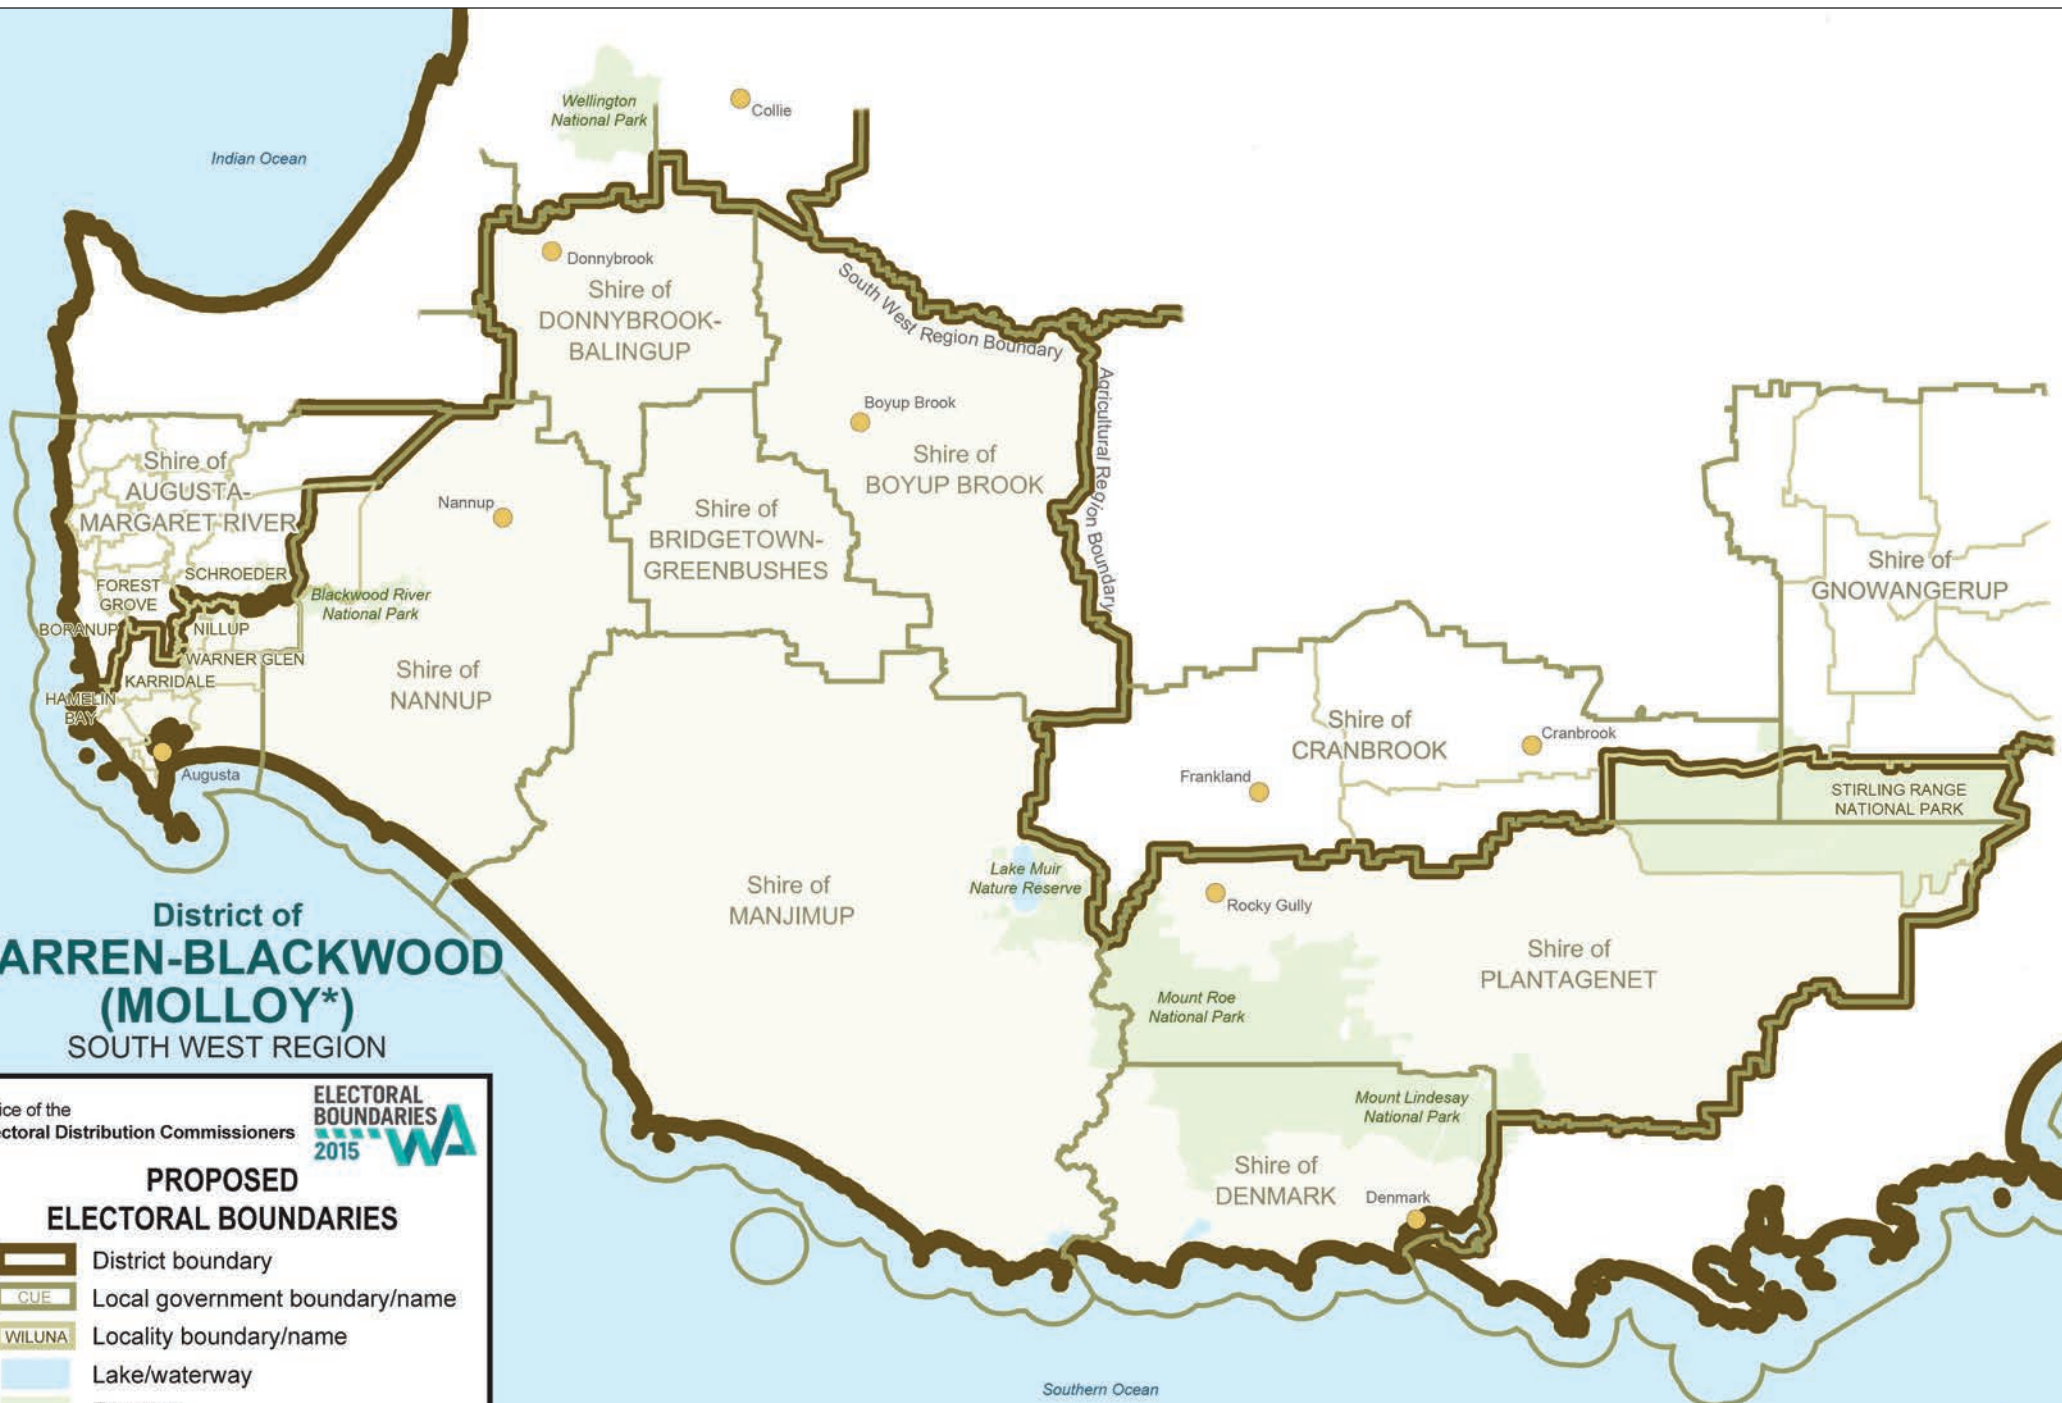 Indian Ocean
Wellington
National Park
Collie
Donnybrook
Shire of
DONNYBROOK-
BALINGUP
South West Region Boundary
Agricultural Region Boundary
Boyup Brook
Shire of
BOYUP BROOK
Shire of
AUGUSTA-
MARGARET RIVER
Nannup
Shire of
BRIDGETOWN-
GREENBUSHES
FOREST
GROVE
SCHROEDER
BORANUP
NILLUP
WARNER GLEN
KARRIDALE
HAMELIN
BAY
Augusta
Blackwood River
National Park
Shire of
NANNUP
Shire of
GNOWANGERUP
Shire of
CRANBROOK
Cranbrook
Frankland
STIRLING RANGE
NATIONAL PARK
Lake Muir
Nature Reserve
Shire of
MANJIMUP
Rocky Gully
Shire of
PLANTAGENET
Mount Roe
National Park
Mount Lindesay
National Park
Shire of
DENMARK
Denmark
Southern Ocean
District of
ARREN-BLACKWOOD
(MOLLOY*)
SOUTH WEST REGION
ice of the
ctoral Distribution Commissioners
ELECTORAL
BOUNDARIES
2015 WA
PROPOSED
ELECTORAL BOUNDARIES
District boundary
CUE Local government boundary/name
WILUNA Locality boundary/name
Lake/waterway